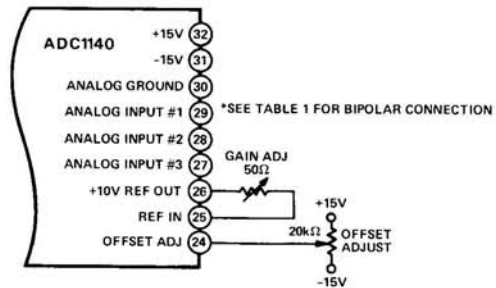 ADC1140
+15V 32
-15V 31
ANALOG GROUND 30
ANALOG INPUT #1 29 *SEE TABLE 1 FOR BIPOLAR CONNECTION
ANALOG INPUT #2 28
ANALOG INPUT #3 27
GAIN ADJ
50Ω
+10V REF OUT 26
REF IN 25
+15V
OFFSET ADJ 24
20kΩ OFFSET
ADJUST
-15V